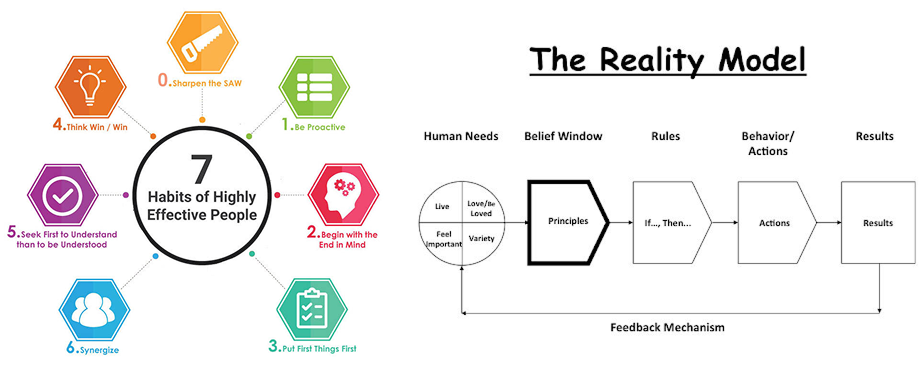 0.Sharpen the SAW
1.Be Proactive
2.Begin with the
End in Mind
3.Put First Things First
6.Synergize
5.Seek First to Understand
than to be Understood
4.Think Win / Win
7
Habits of Highly
Effective People
The Reality Model
Human Needs
Belief Window
Rules
Behavior/
Actions
Results
Live
Love/Be
Loved
Feel
Important
Variety
Principles
If..., Then...
Actions
Results
Feedback Mechanism